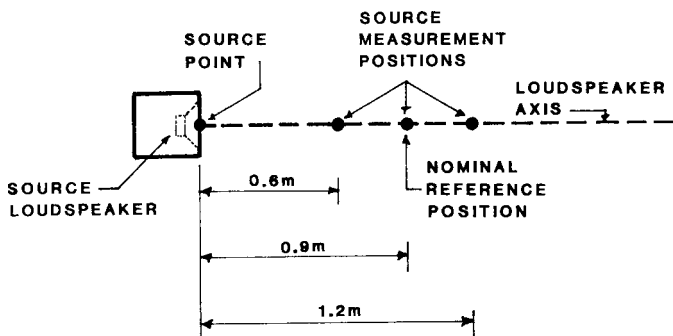 SOURCE
POINT
SOURCE
MEASUREMENT
POSITIONS
LOUDSPEAKER
AXIS
SOURCE
LOUDSPEAKER
NOMINAL
REFERENCE
POSITION
0.6m
0.9m
1.2m